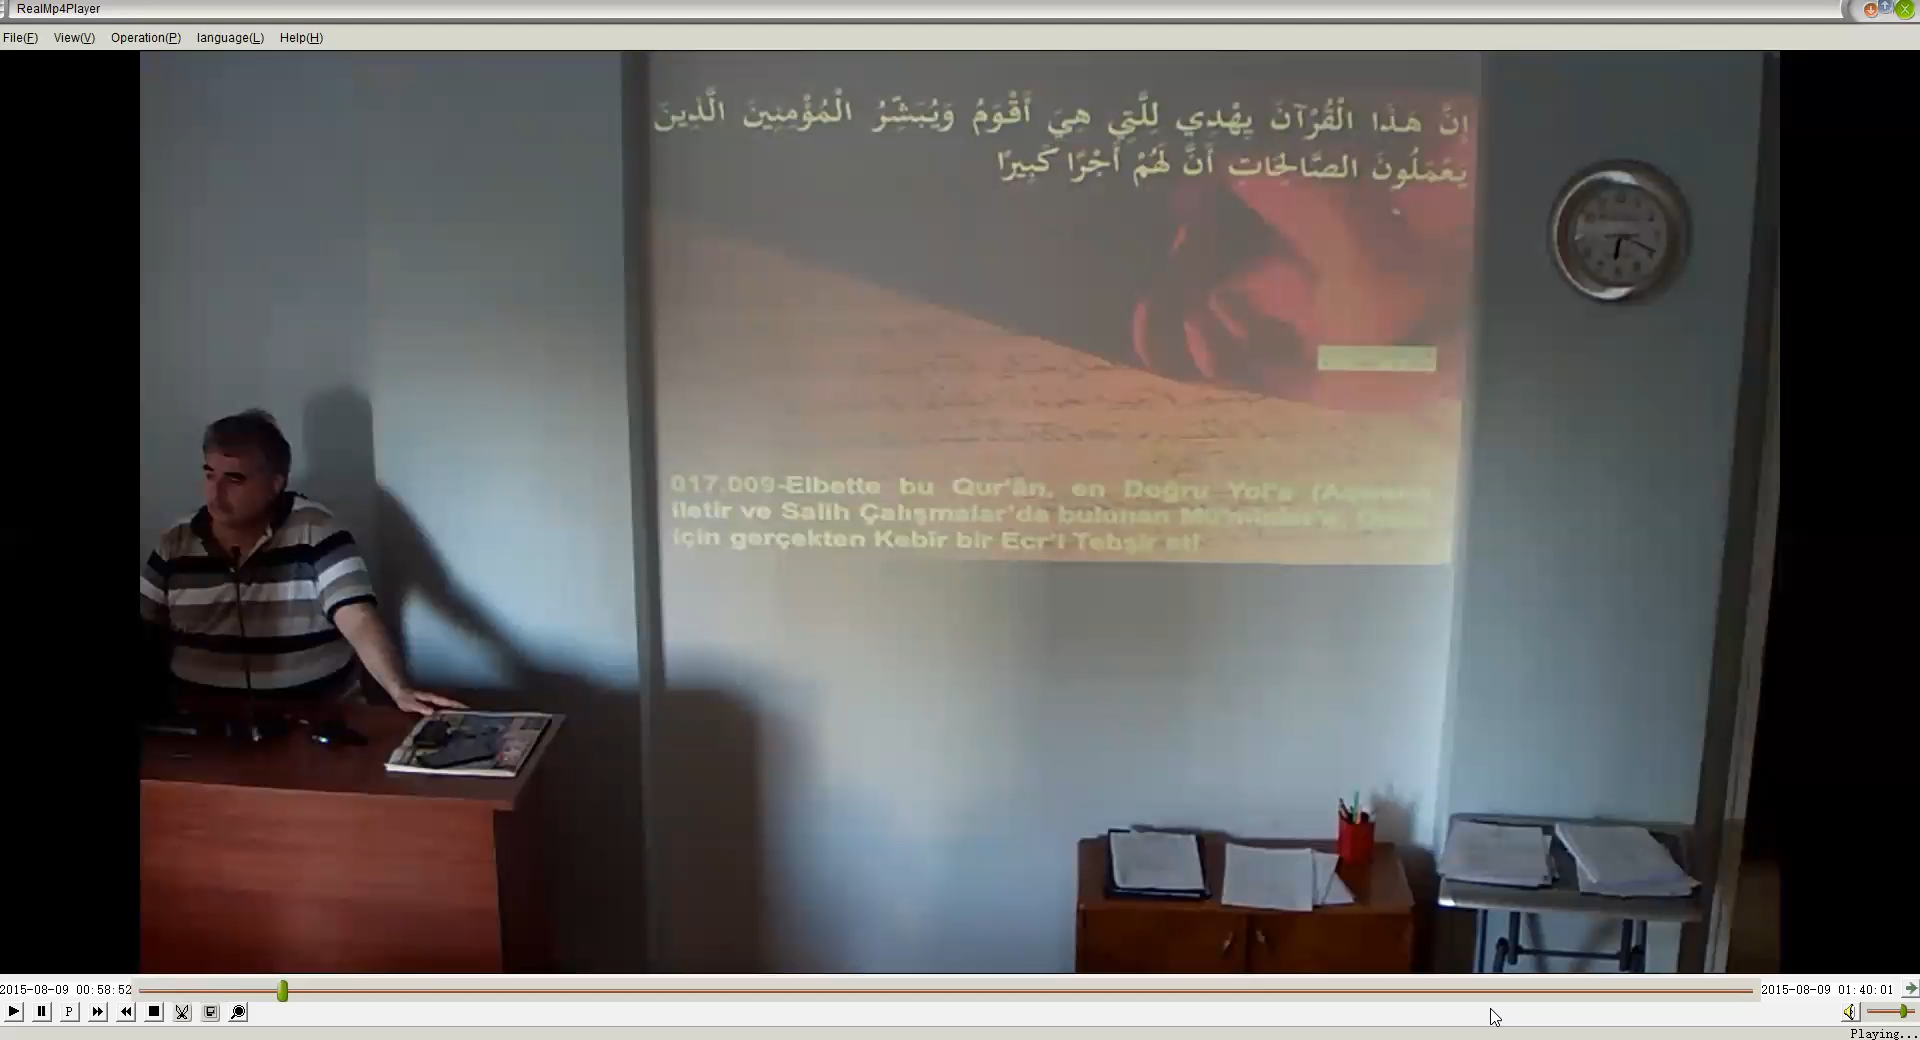 RealMp4Player
File(F) View(V) Operation(P) language(L) Help(H)
إِنَّ هَذَا الْقُرْآنَ يِهْدِي لِلَّتِي هِيَ أَقْوَمُ وَيُبَشِّرُ الْمُؤْمِنِينَ الَّذِينَ
يَعْمَلُونَ الصَّالِحَاتِ أَنَّ لَهُمْ أَجْرًا كَبِيرًا
017.009-Elbette bu Qur'ân, en Doğru Yol'a
iletir ve Salih Çalışmalar'da bulunan
için gerçekten Kebîr bir Ecr'i Tebşir
2015-08-09 00:58:52 2015-08-09 01:40:01
P
Playing...